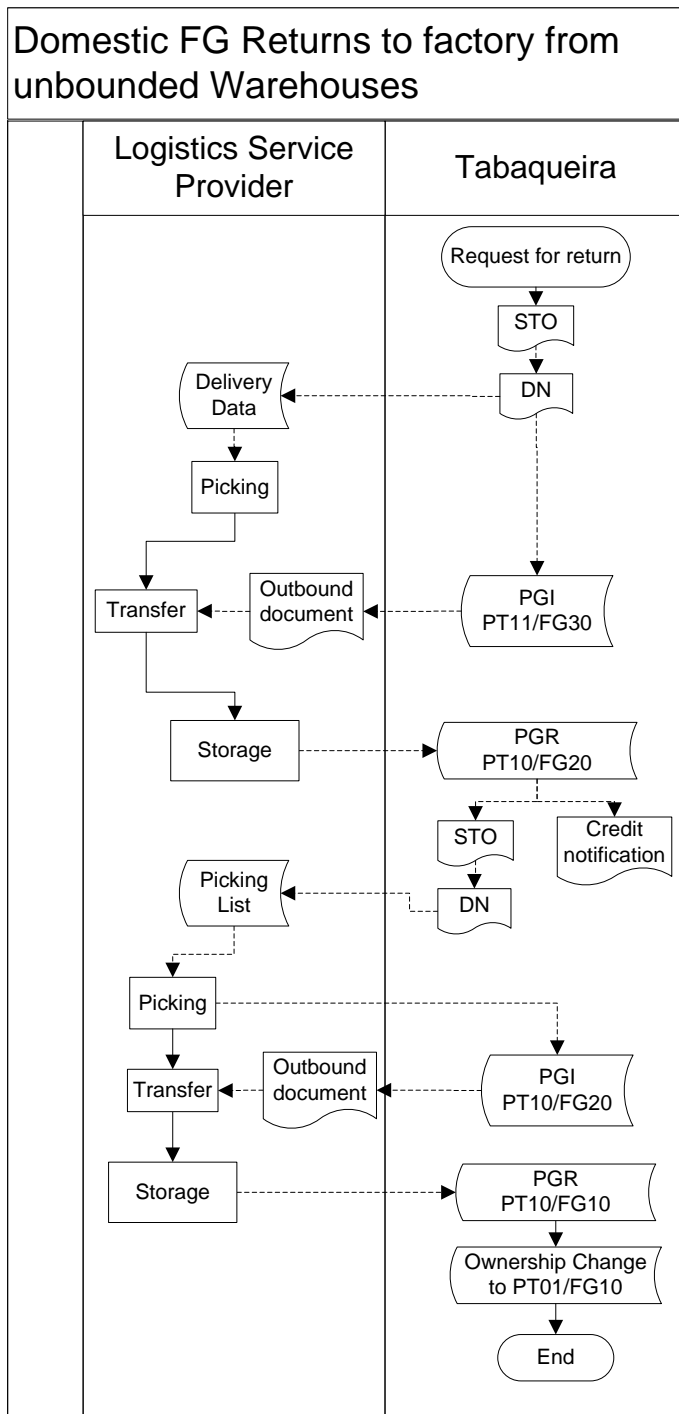 Domestic FG Returns to factory from
unbounded Warehouses
Logistics Service
Provider
Tabaqueira
Request for return
STO
DN
Delivery
Data
Picking
Transfer
Outbound
document
PGI
PT11/FG30
Storage
PGR
PT10/FG20
STO
Credit
notification
DN
Picking
List
Picking
Transfer
Outbound
document
PGI
PT10/FG20
Storage
PGR
PT10/FG10
Ownership Change
to PT01/FG10
End